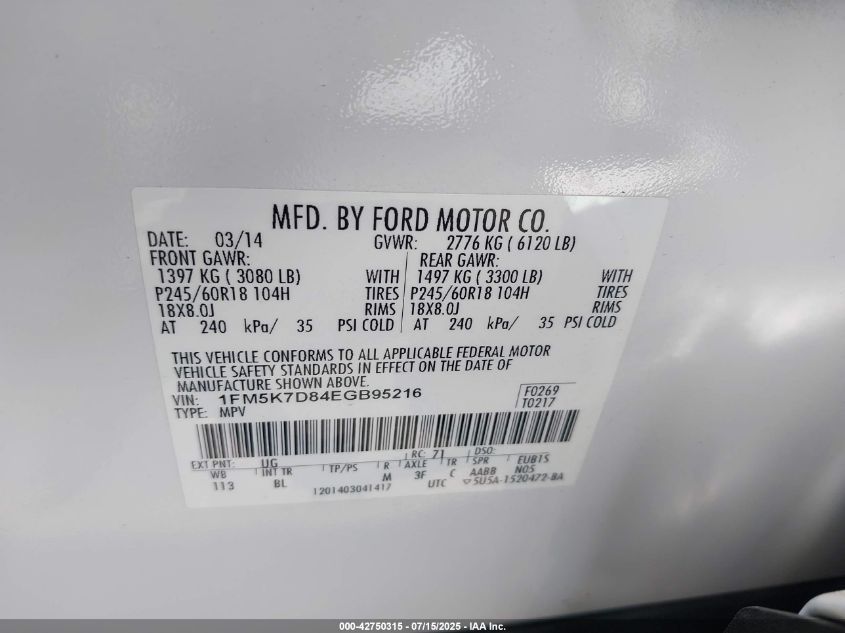 MFD. BY FORD MOTOR CO.
DATE: 03/14 GVWR: 2776 KG ( 6120 LB)
FRONT GAWR: REAR GAWR:
1397 KG ( 3080 LB) WITH 1497 KG ( 3300 LB) WITH
P245/60R18 104H TIRES P245/60R18 104H TIRES
18X8.0J RIMS 18X8.0J RIMS
AT 240 kPa/ 35 PSI COLD AT 240 kPa/ 35 PSI COLD
THIS VEHICLE CONFORMS TO ALL APPLICABLE FEDERAL MOTOR
VEHICLE SAFETY STANDARDS IN EFFECT ON THE DATE OF
MANUFACTURE SHOWN ABOVE.
VIN: 1FM5K7D84EGB95216 F0269
TYPE: MPV T0217
EXT PNT: UG RC: 71 DSO:
WB INT TR TP/PS R AXLE TR SPR EUB15
113 BL M 3F C AABB N05
1201403041417 UTC ▽5U5A-1520472-BA
000-42750315 - 07/15/2025 - IAA Inc.